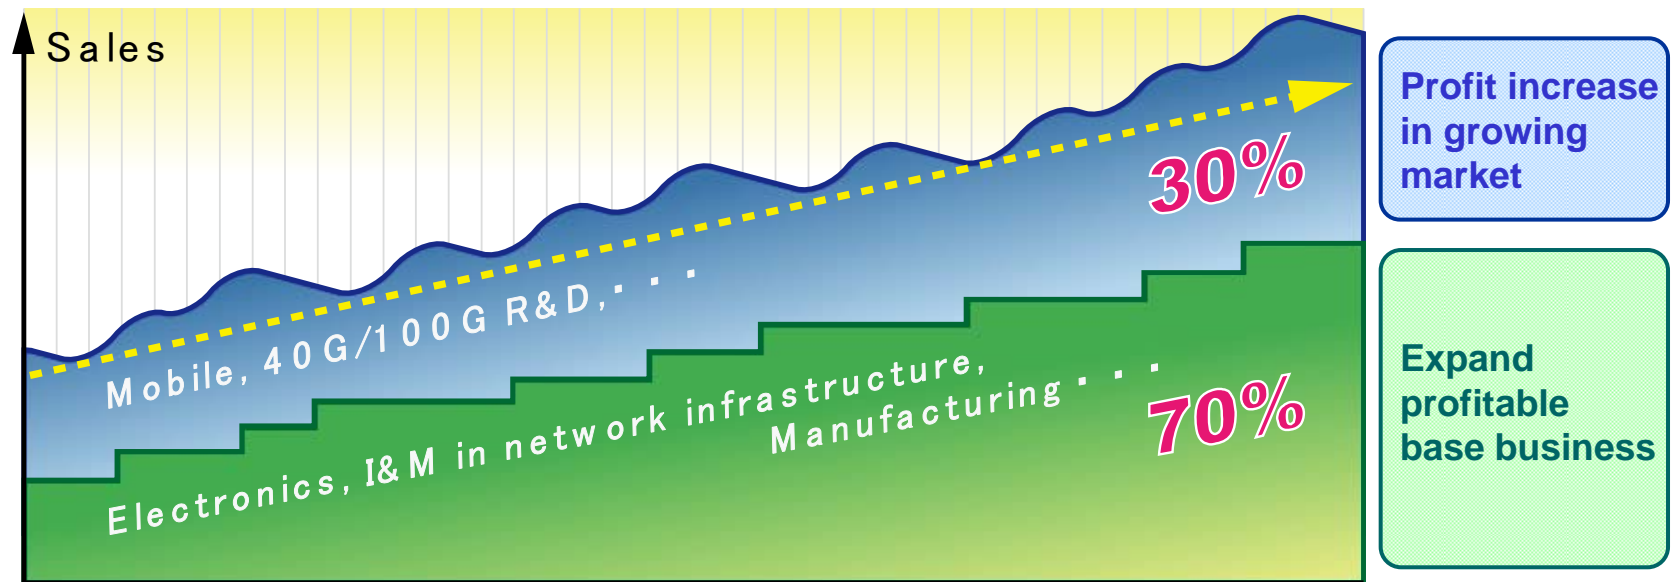 Sales
Profit increase
in growing
market
30%
Mobile, 40G/100G R&D,・・・
Expand
profitable
base business
Electronics, I&M in network infrastructure,
Manufacturing・・・
70%